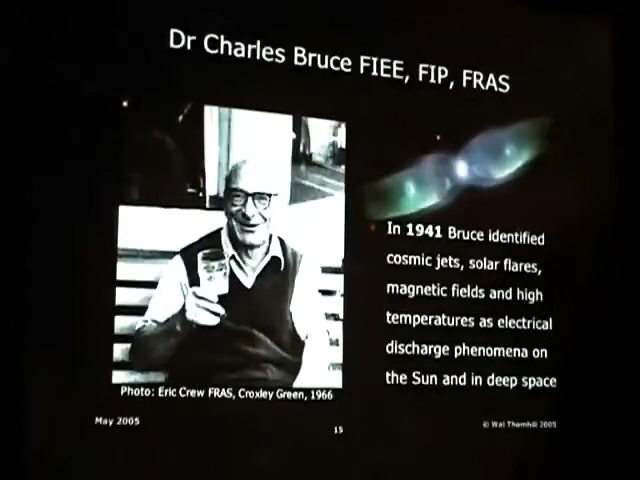 Dr Charles Bruce FIEE, FIP, FRAS
In 1941 Bruce identified
cosmic jets, solar flares,
magnetic fields and high
temperatures as electrical
discharge phenomena on
the Sun and in deep space
Photo: Eric Crew FRAS, Croxley Green, 1966
May 2005
15
© Wal Thornhill 2005